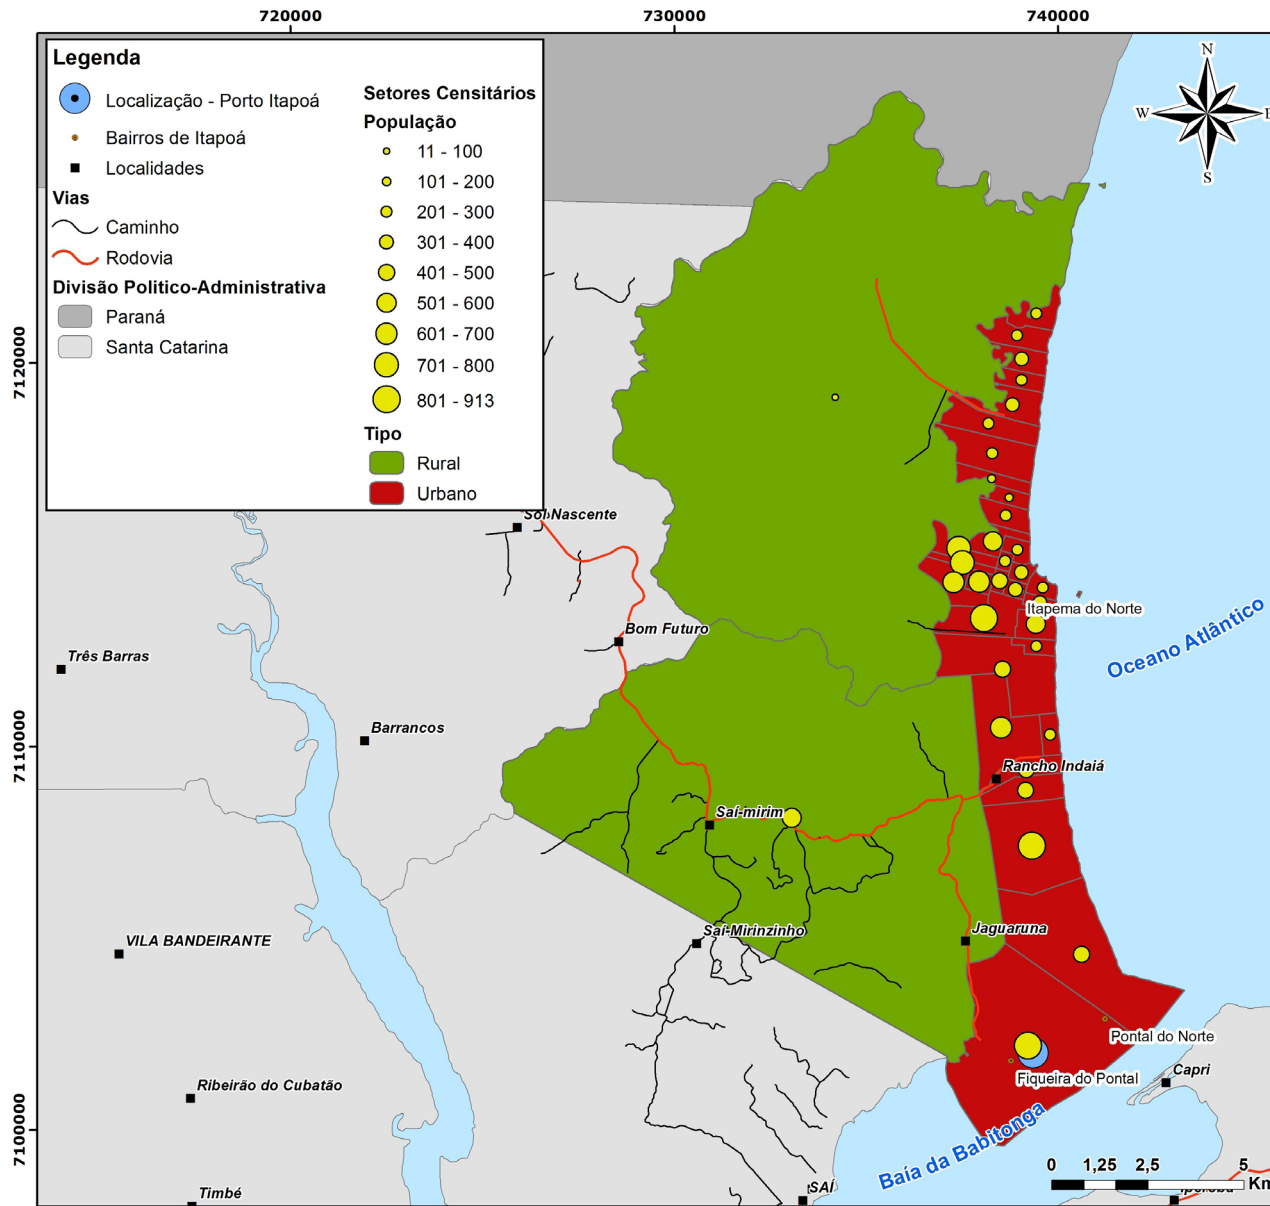 720000
730000
740000
7120000
7110000
7100000
Legenda
Localização - Porto Itapoá
Bairros de Itapoá
Localidades
Vias
Caminho
Rodovia
Divisão Politico-Administrativa
Paraná
Santa Catarina
Setores Censitários
População
11 - 100
101 - 200
201 - 300
301 - 400
401 - 500
501 - 600
601 - 700
701 - 800
801 - 913
Tipo
Rural
Urbano
N
W
E
S
Sol Nascente
Bom Futuro
Três Barras
Barrancos
Itapema do Norte
Oceano Atlântico
Rancho Indaiá
Saí-mirim
Saí-Mirinzinho
Jaguaruna
VILA BANDEIRANTE
Pontal do Norte
Fiqueira do Pontal
Capri
Ribeirão do Cubatão
Baía da Babitonga
Timbé
SAÍ
0 1,25 2,5 5
Km